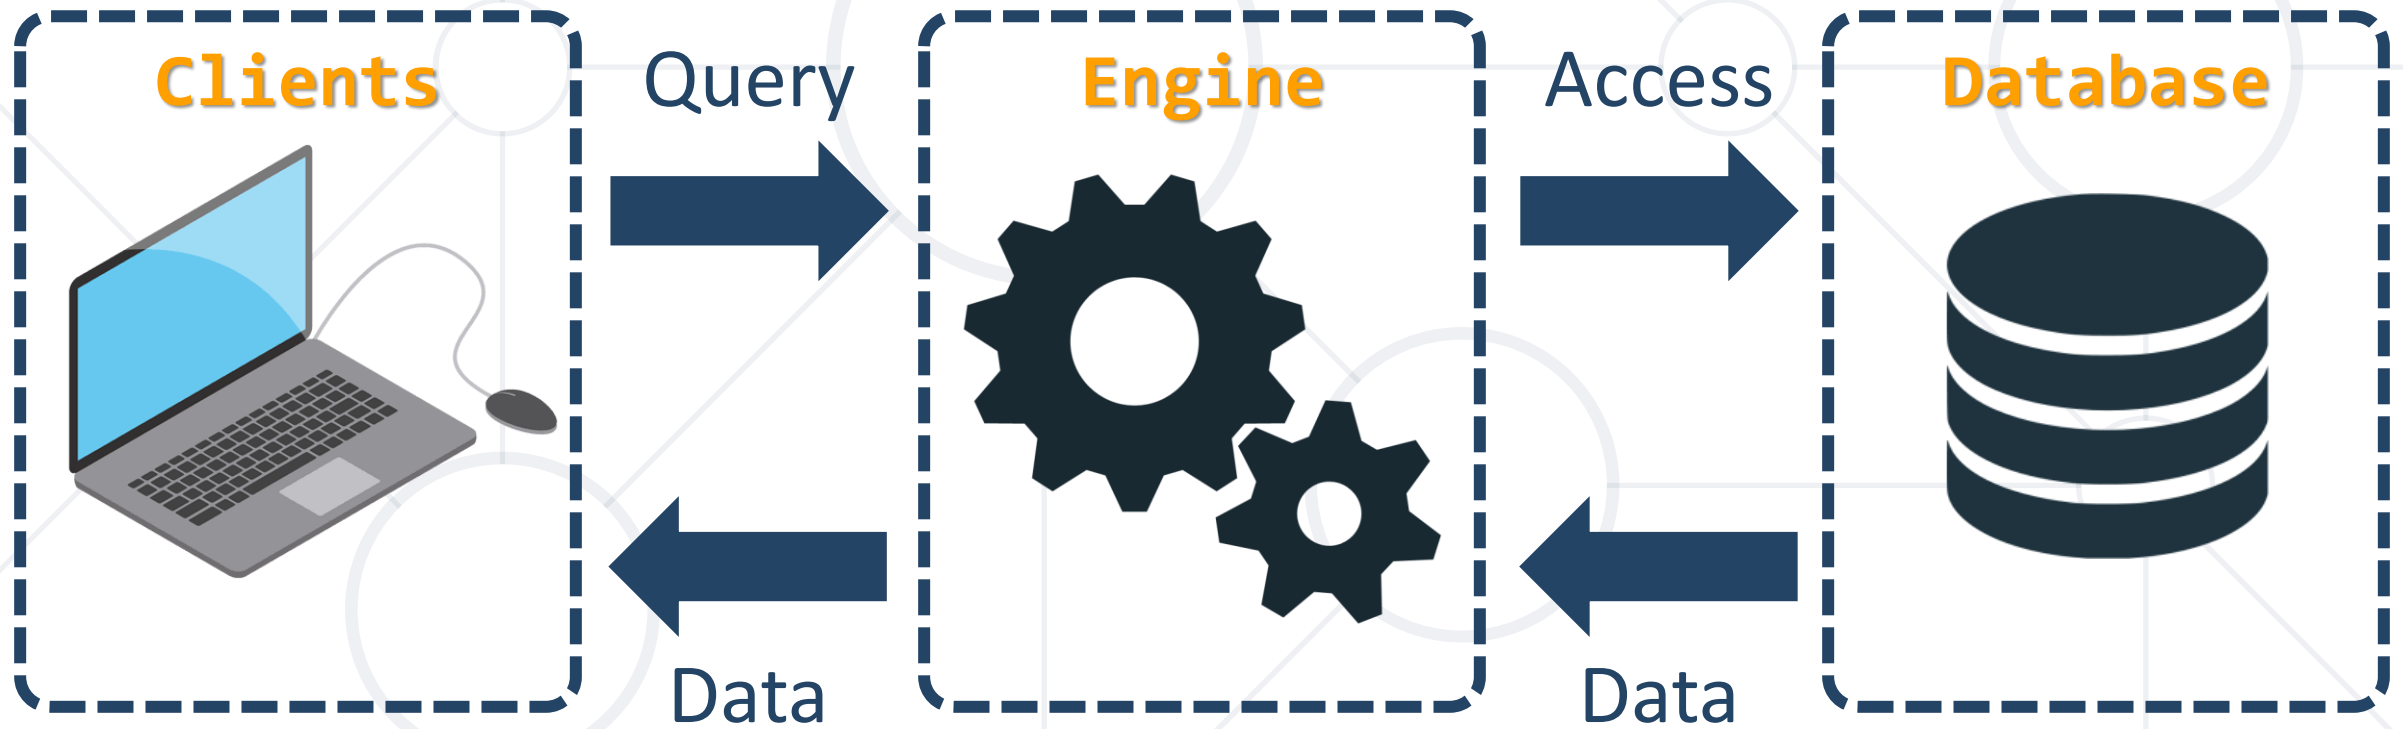 Clients
Query
Engine
Access
Database
Data
Data